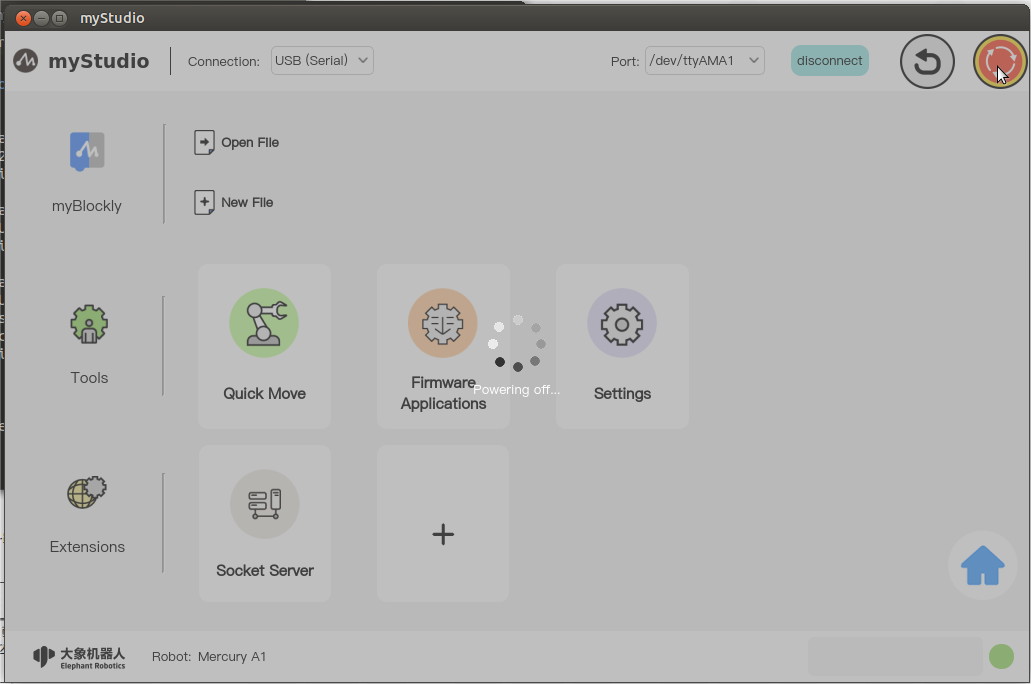 myStudio
myStudio
Connection:
USB (Serial)
Port:
/dev/ttyAMA1
disconnect
myBlockly
Open File
New File
Tools
Quick Move
Firmware
Applications
Settings
Powering off...
Extensions
Socket Server
大象机器人
Elephant Robotics
Robot: Mercury A1